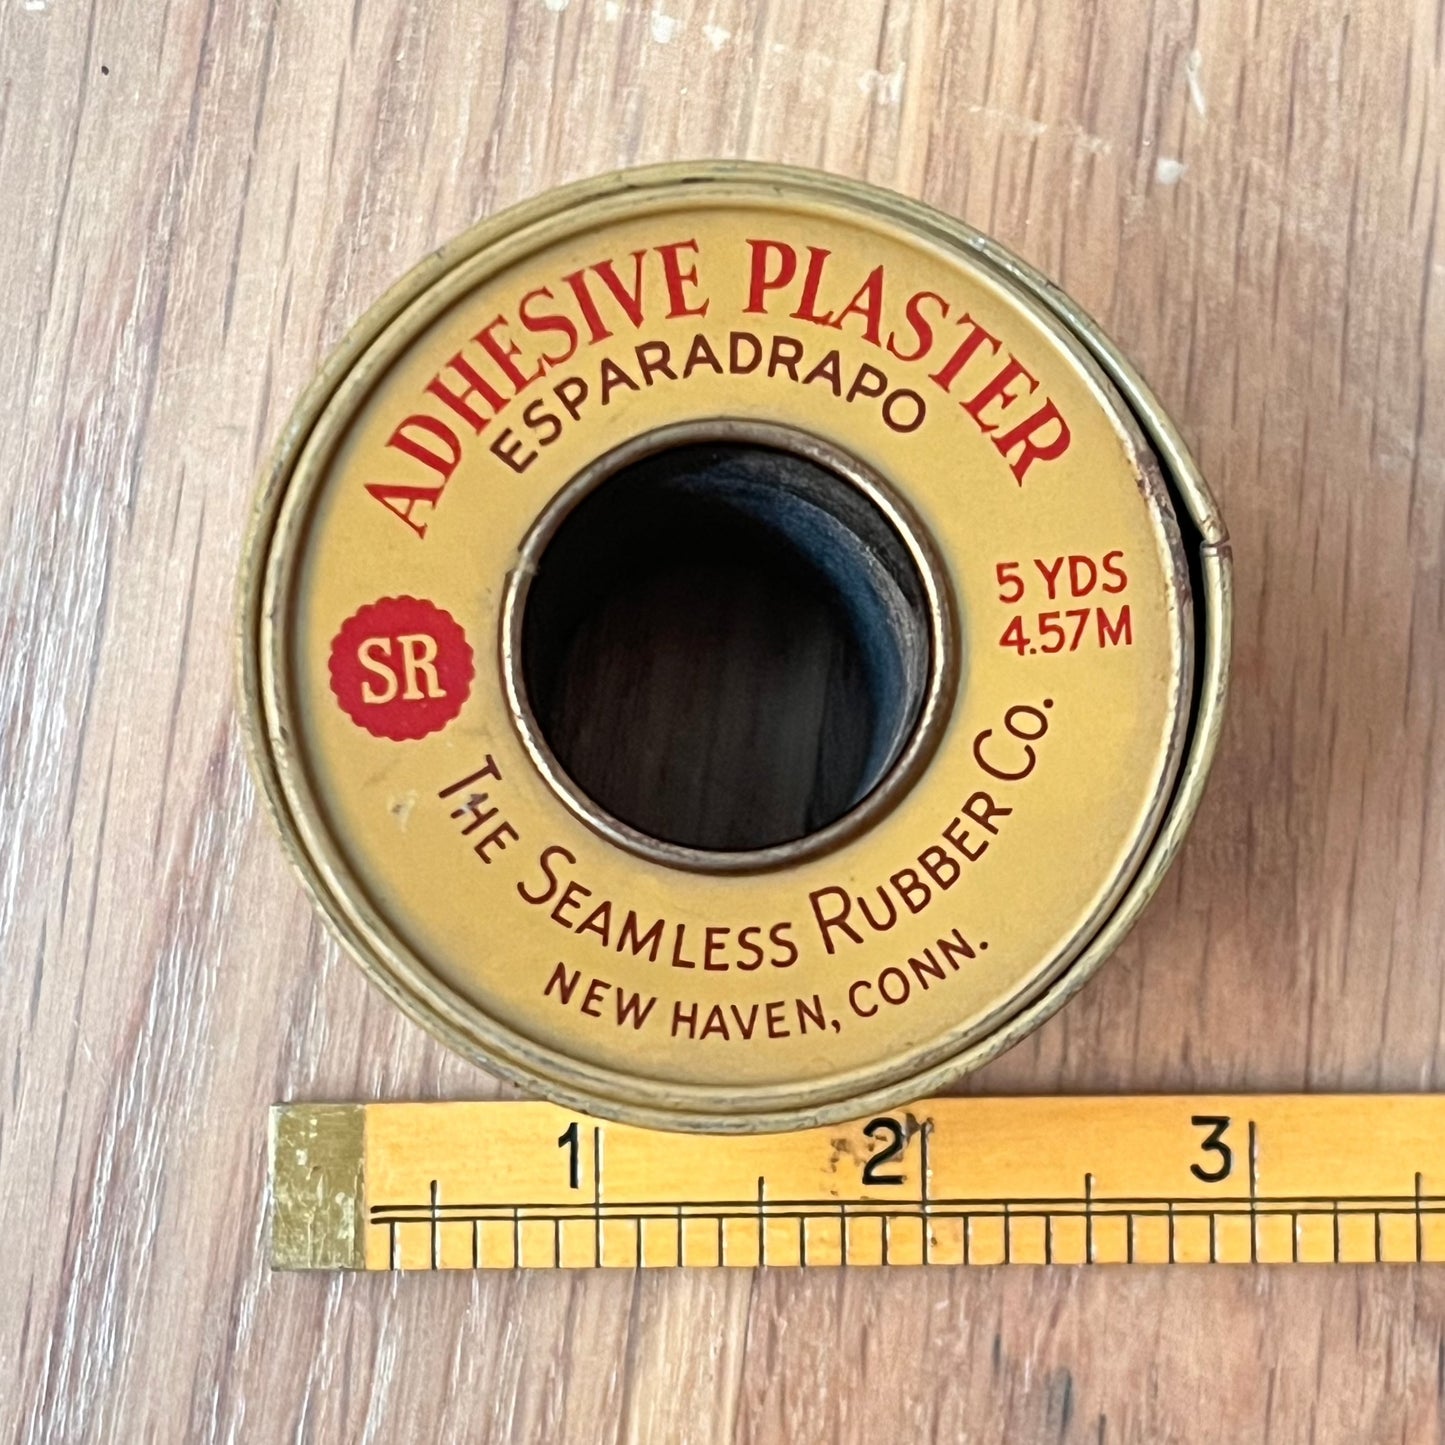 ADHESIVE PLASTER
ESPARADRAPO
SR
5 YDS
4.57M
THE SEAMLESS RUBBER CO.
NEW HAVEN, CONN.
1 2 3